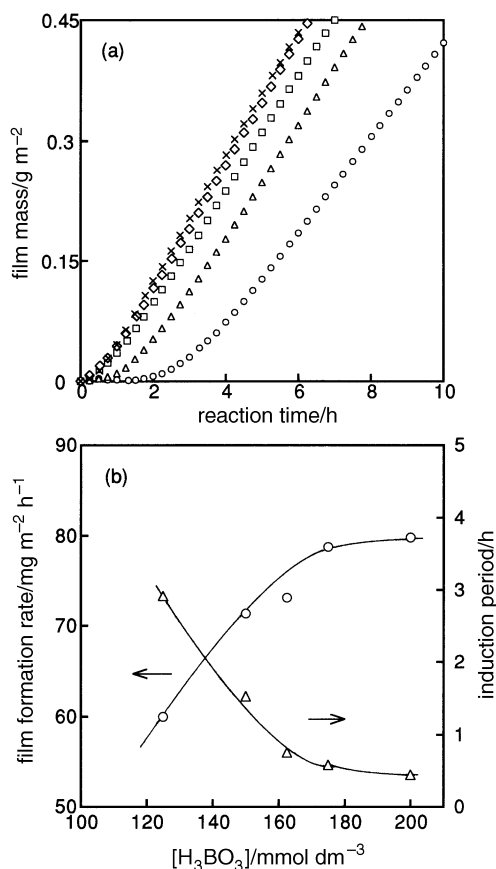 (a)
film mass/g m⁻²
0.45
0.3
0.15
0
0 2 4 6 8 10
reaction time/h
(b)
film formation rate/mg m⁻² h⁻¹
90
80
70
60
50
induction period/h
5
4
3
2
1
0
100 120 140 160 180 200
[H₃BO₃]/mmol dm⁻³